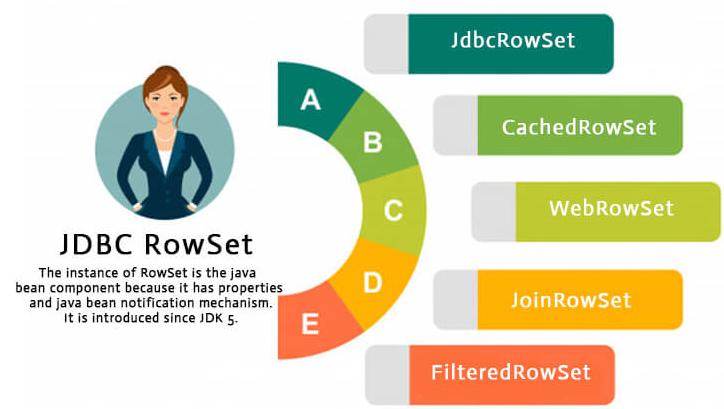 JDBC RowSet
The instance of RowSet is the java
bean component because it has properties
and java bean notification mechanism.
It is introduced since JDK 5.
A
JdbcRowSet
B
CachedRowSet
C
WebRowSet
D
JoinRowSet
E
FilteredRowSet